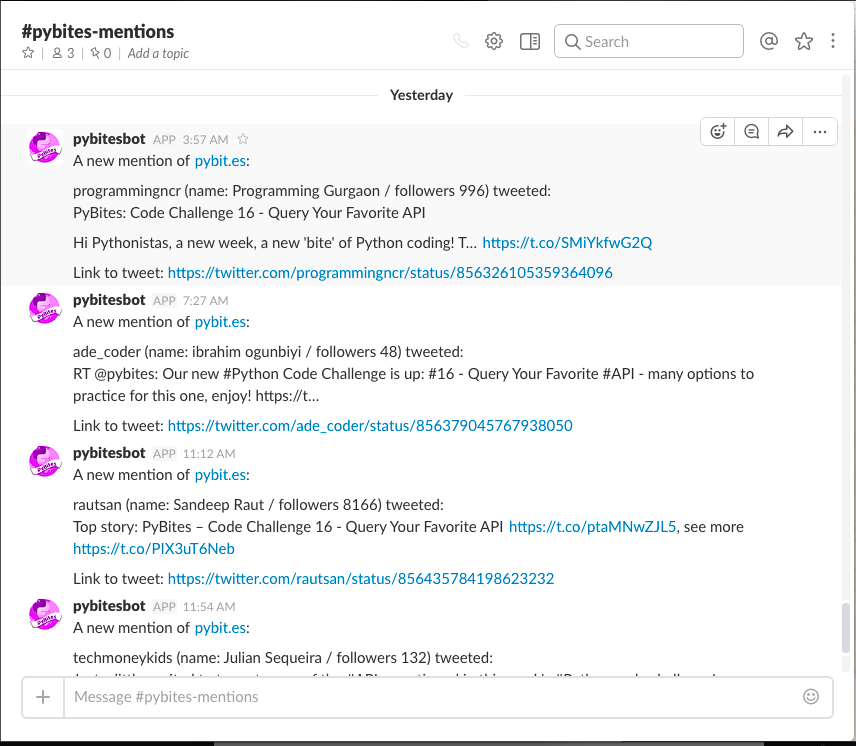 #pybites-mentions
3 | 0 | Add a topic
Search
Yesterday
pybitesbot APP 3:57 AM
A new mention of pybit.es:
programmingncr (name: Programming Gurgaon / followers 996) tweeted:
PyBites: Code Challenge 16 - Query Your Favorite API
Hi Pythonistas, a new week, a new 'bite' of Python coding! T... https://t.co/SMiYkfwG2Q
Link to tweet: https://twitter.com/programmingncr/status/856326105359364096
pybitesbot APP 7:27 AM
A new mention of pybit.es:
ade_coder (name: ibrahim ogunbiyi / followers 48) tweeted:
RT @pybites: Our new #Python Code Challenge is up: #16 - Query Your Favorite #API - many options to
practice for this one, enjoy! https://t...
Link to tweet: https://twitter.com/ade_coder/status/856379045767938050
pybitesbot APP 11:12 AM
A new mention of pybit.es:
rautsan (name: Sandeep Raut / followers 8166) tweeted:
Top story: PyBites – Code Challenge 16 - Query Your Favorite API https://t.co/ptaMNwZJL5, see more
https://t.co/PIX3uT6Neb
Link to tweet: https://twitter.com/rautsan/status/856435784198623232
pybitesbot APP 11:54 AM
A new mention of pybit.es:
techmoneykids (name: Julian Sequeira / followers 132) tweeted:
Message #pybites-mentions